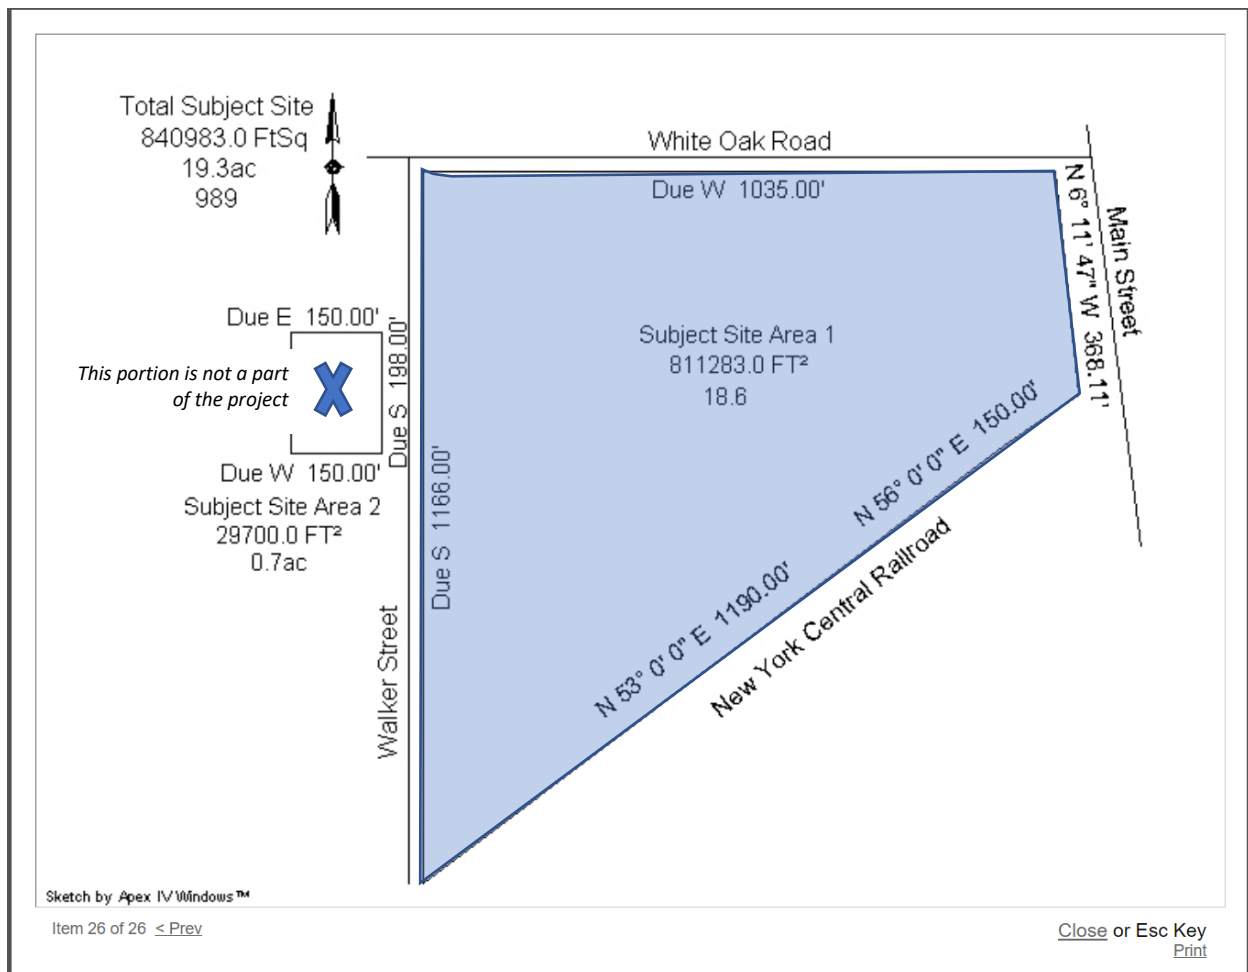 Total Subject Site
840983.0 FtSq
19.3ac
989
White Oak Road
Due W 1035.00'
N 6° 11' 47" W 368.11'
Main Street
Due E 150.00'
Due S 198.00'
This portion is not a part
of the project
Due W 150.00'
Subject Site Area 2
29700.0 FT²
0.7ac
Subject Site Area 1
811283.0 FT²
18.6
Due S 1166.00'
N 56° 0' 0" E 150.00'
N 53° 0' 0" E 1190.00'
New York Central Railroad
Walker Street
Sketch by Apex IV Windows™
Item 26 of 26 < Prev
Close or Esc Key
Print